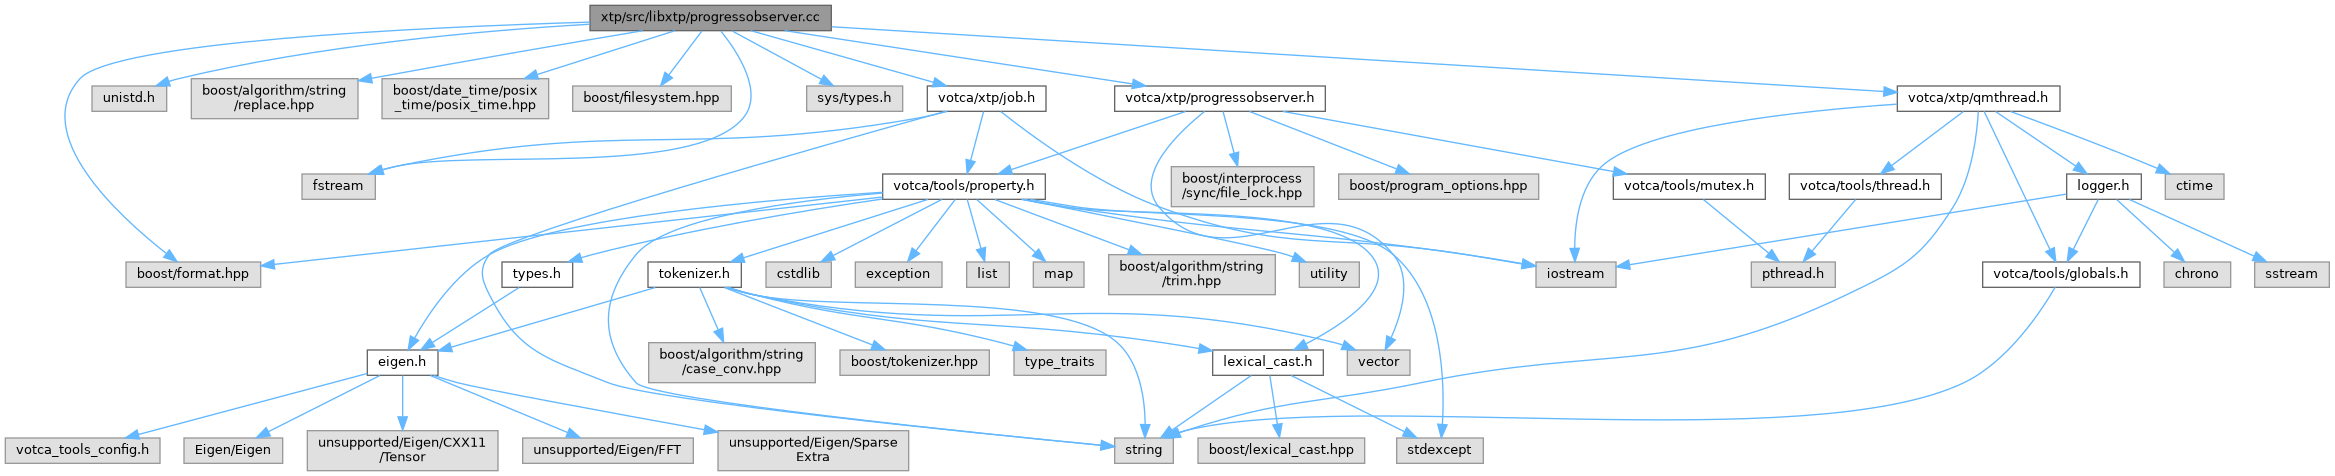 xtp/src/libxtp/progressobserver.cc
unistd.h
boost/algorithm/string
/replace.hpp
boost/date_time/posix
_time/posix_time.hpp
boost/filesystem.hpp
sys/types.h
votca/xtp/job.h
votca/xtp/progressobserver.h
votca/xtp/qmthread.h
fstream
votca/tools/property.h
boost/interprocess
/sync/file_lock.hpp
boost/program_options.hpp
votca/tools/mutex.h
votca/tools/thread.h
logger.h
ctime
boost/format.hpp
types.h
tokenizer.h
cstdlib
exception
list
map
boost/algorithm/string
/trim.hpp
utility
iostream
pthread.h
votca/tools/globals.h
chrono
sstream
eigen.h
boost/algorithm/string
/case_conv.hpp
boost/tokenizer.hpp
type_traits
lexical_cast.h
vector
votca_tools_config.h
Eigen/Eigen
unsupported/Eigen/CXX11
/Tensor
unsupported/Eigen/FFT
unsupported/Eigen/Sparse
Extra
string
boost/lexical_cast.hpp
stdexcept